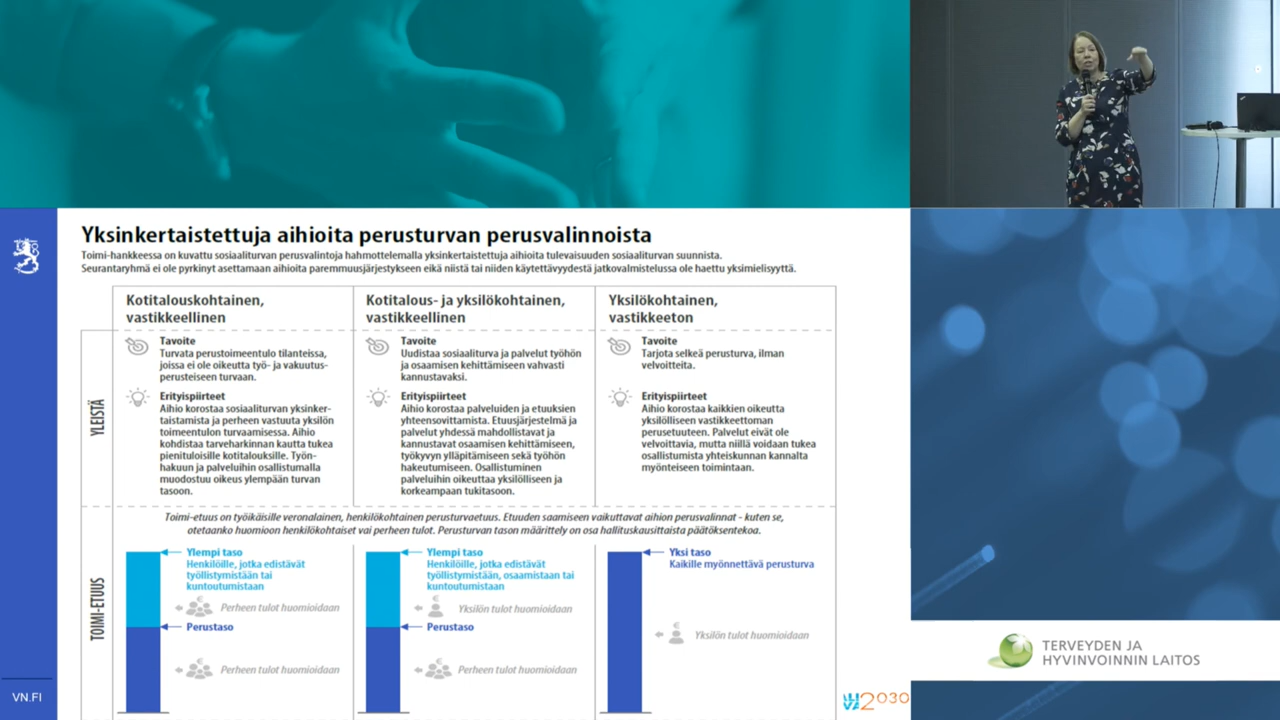 Yksinkertaistettuja aihioita perusturvan perusvalinnoista
Toimi-hankkeessa on kuvattu sosiaaliturvan perusvalintoja hahmottelemalla yksinkertaistettuja aihioita tulevaisuuden sosiaaliturvan suunnista.
Seurantaryhmä ei ole pyrkinyt asettamaan aihioita paremmuusjärjestykseen eikä niistä tai niiden käytettävyydestä jatkovalmistelussa ole haettu yksimielisyyttä.
Kotitalouskohtainen,
vastikkeellinen
Kotitalous- ja yksilökohtainen,
vastikkeellinen
Yksilökohtainen,
vastikkeeton
YLEISTÄ
Tavoite
Turvata perustoimeentulo tilanteissa,
joissa ei ole oikeutta työ- ja vakuutus-
perusteiseen turvaan.
Erityispiirteet
Aihio korostaa sosiaaliturvan yksinker-
taistamista ja perheen vastuuta yksilön
toimeentulon turvaamisessa. Aihio
kohdistaa tarveharkinnan kautta tukea
pienituloisille kotitalouksille. Työn-
hakuun ja palveluihin osallistumalla
muodostuu oikeus ylempään turvan
tasoon.
Tavoite
Uudistaa sosiaaliturva ja palvelut työhön
ja osaamisen kehittämiseen vahvasti
kannustavaksi.
Erityispiirteet
Aihio korostaa palveluiden ja etuuksien
yhteensovittamista. Etuusjärjestelmä ja
palvelut yhdessä mahdollistavat ja
kannustavat osaamisen kehittämiseen,
työkyvyn ylläpitämiseen sekä työhön
hakeutumiseen. Osallistuminen
palveluihin oikeuttaa yksilölliseen ja
korkeampaan tukitasoon.
Tavoite
Tarjota selkeä perusturva, ilman
velvoitteita.
Erityispiirteet
Aihio korostaa kaikkien oikeutta
yksilölliseen vastikkeettoman
perusetuuteen. Palvelut eivät ole
velvoittavia, mutta niillä voidaan tukea
osallistumista yhteiskunnan kannalta
myönteiseen toimintaan.
TOIMI-ETUUS
Toimi-etuus on työikäisille veronalainen, henkilökohtainen perusturvaetuus. Etuuden saamiseen vaikuttavat aihion perusvalinnat - kuten se,
otetaanko huomioon henkilökohtaiset vai perheen tulot. Perusturvan tason määrittely on osa hallituskausittaista päätöksentekoa.
Ylempi taso
Henkilöille, jotka edistävät
työllistymistään tai
kuntoutumistaan
Perheen tulot huomioidaan
Perustaso
Perheen tulot huomioidaan
Ylempi taso
Henkilöille, jotka edistävät
työllistymistään, osaamistaan tai
kuntoutumistaan
Yksilön tulot huomioidaan
Perustaso
Perheen tulot huomioidaan
Yksi taso
Kaikille myönnettävä perusturva
Yksilön tulot huomioidaan
VN.FI
2030
TERVEYDEN JA
HYVINVOINNIN LAITOS